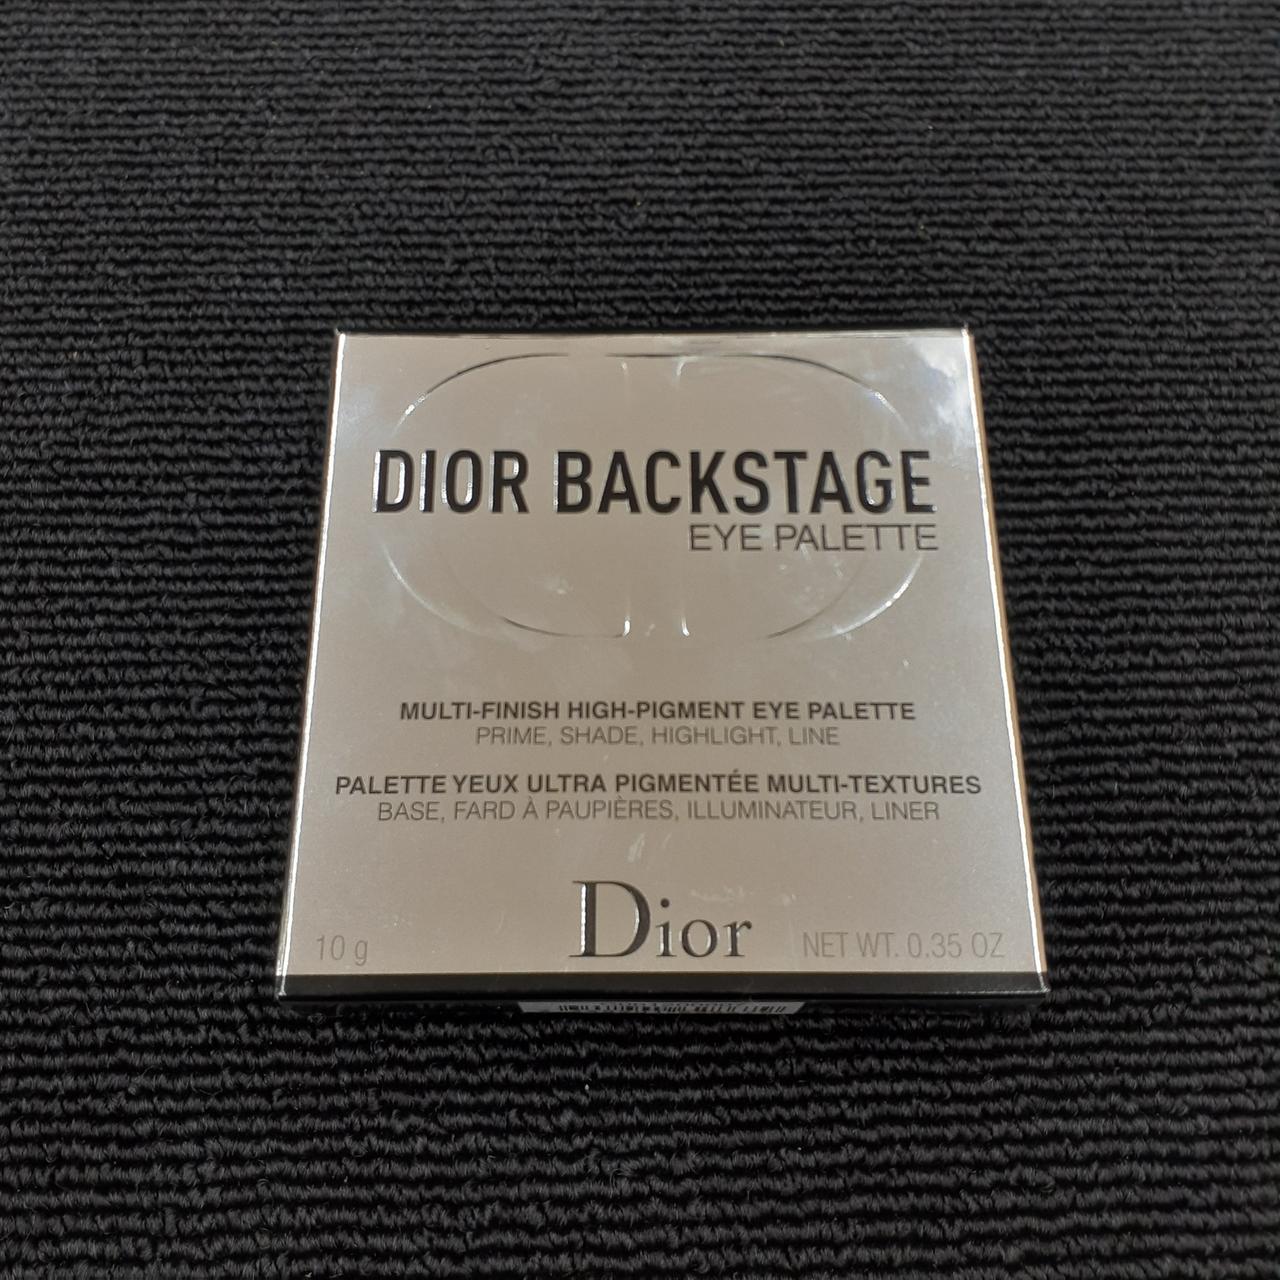 DIOR BACKSTAGE
EYE PALETTE
MULTI-FINISH HIGH-PIGMENT EYE PALETTE
PRIME, SHADE, HIGHLIGHT, LINE
PALETTE YEUX ULTRA PIGMENTÉE MULTI-TEXTURES
BASE, FARD À PAUPIÈRES, ILLUMINATEUR, LINER
10 g Dior NET WT. 0.35 OZ